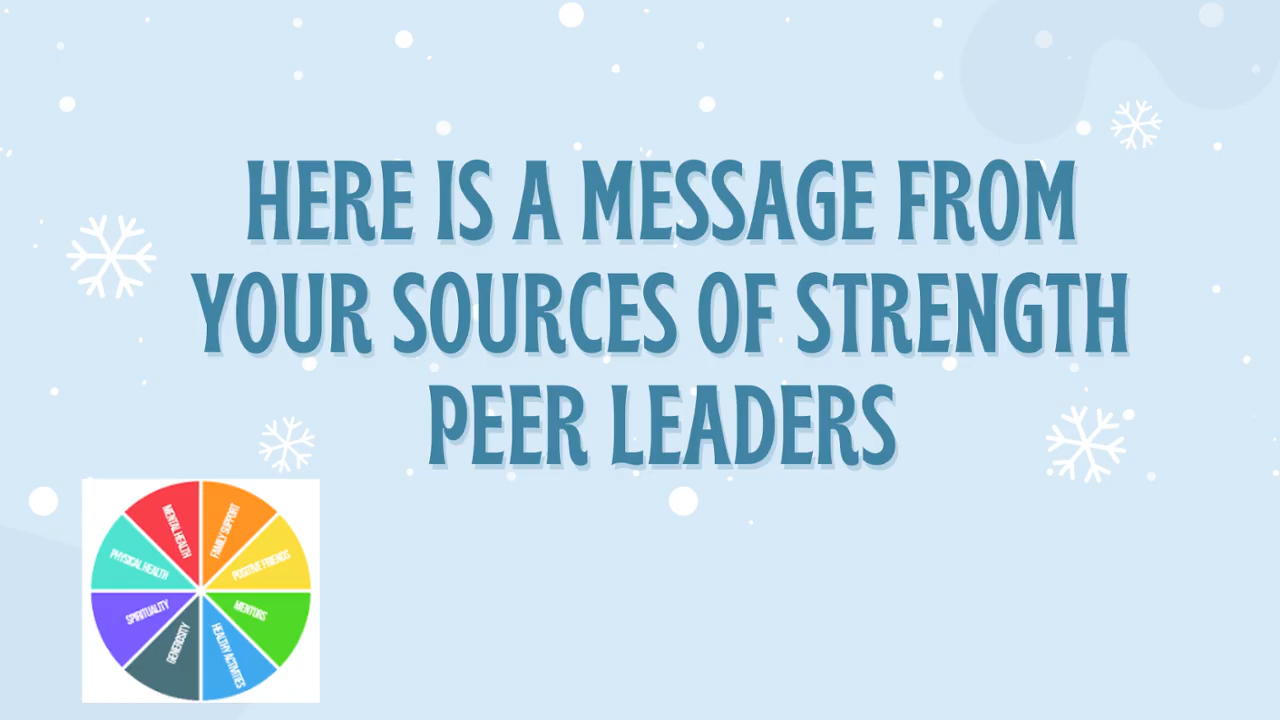 HERE IS A MESSAGE FROM
YOUR SOURCES OF STRENGTH
PEER LEADERS
MENTAL HEALTH
FAMILY SUPPORT
POSITIVE FRIENDS
MENTORS
HEALTHY ACTIVITIES
GENEROSITY
SPIRITUALITY
PHYSICAL HEALTH